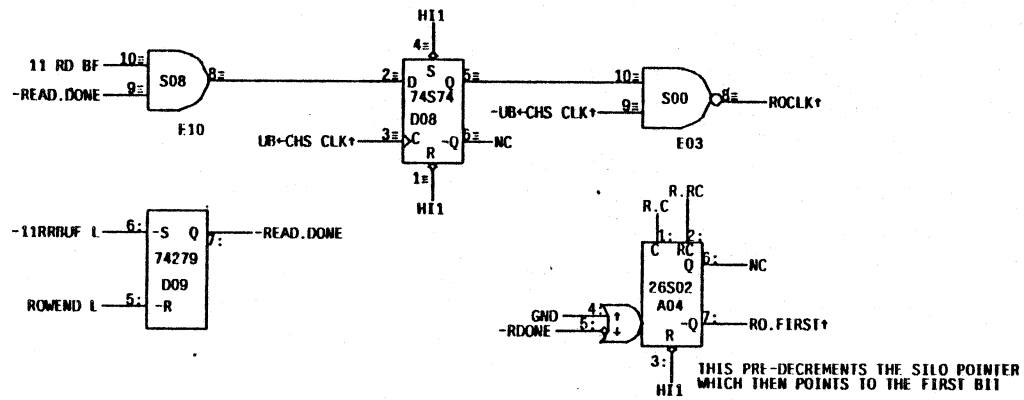 HI1
4≡
11 RD BF 10≡ S08 8≡ 2≡ D S Q 5≡ 10≡ S00 8≡ ROCLK↑
-READ.DONE 9≡ 74S74 -UB←CHS CLK↑ 9≡
D08
E10 UB←CHS CLK↑ 3≡ C -Q 6≡ NC E03
R
1≡
HI1
R.RC
R.C
-11RRBUF L 6: -S Q 7: -READ.DONE 1: 2:
C RC
74279 Q 6: NC
D09 26S02
A04
ROWEND L 5: -R GND 4: ↑
-RDONE 5: ↓ -Q 7: RO.FIRST↑
R
3:
HI1
THIS PRE-DECREMENTS THE SILO POINTER
WHICH THEN POINTS TO THE FIRST BIT